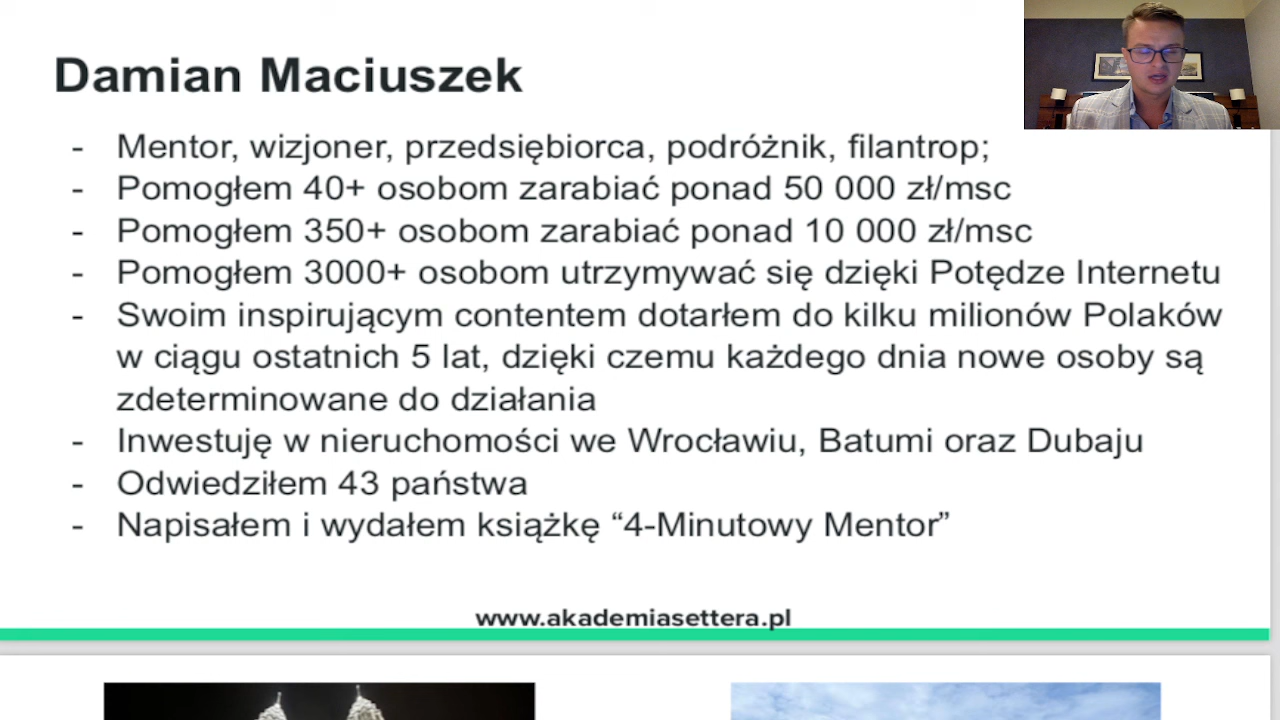 Damian Maciuszek
- Mentor, wizjoner, przedsiębiorca, podróżnik, filantrop;
- Pomogłem 40+ osobom zarabiać ponad 50 000 zł/msc
- Pomogłem 350+ osobom zarabiać ponad 10 000 zł/msc
- Pomogłem 3000+ osobom utrzymywać się dzięki Potędze Internetu
- Swoim inspirującym contentem dotarłem do kilku milionów Polaków
w ciągu ostatnich 5 lat, dzięki czemu każdego dnia nowe osoby są
zdeterminowane do działania
- Inwestuję w nieruchomości we Wrocławiu, Batumi oraz Dubaju
- Odwiedziłem 43 państwa
- Napisałem i wydałem książkę “4-Minutowy Mentor”
www.akademiasettera.pl